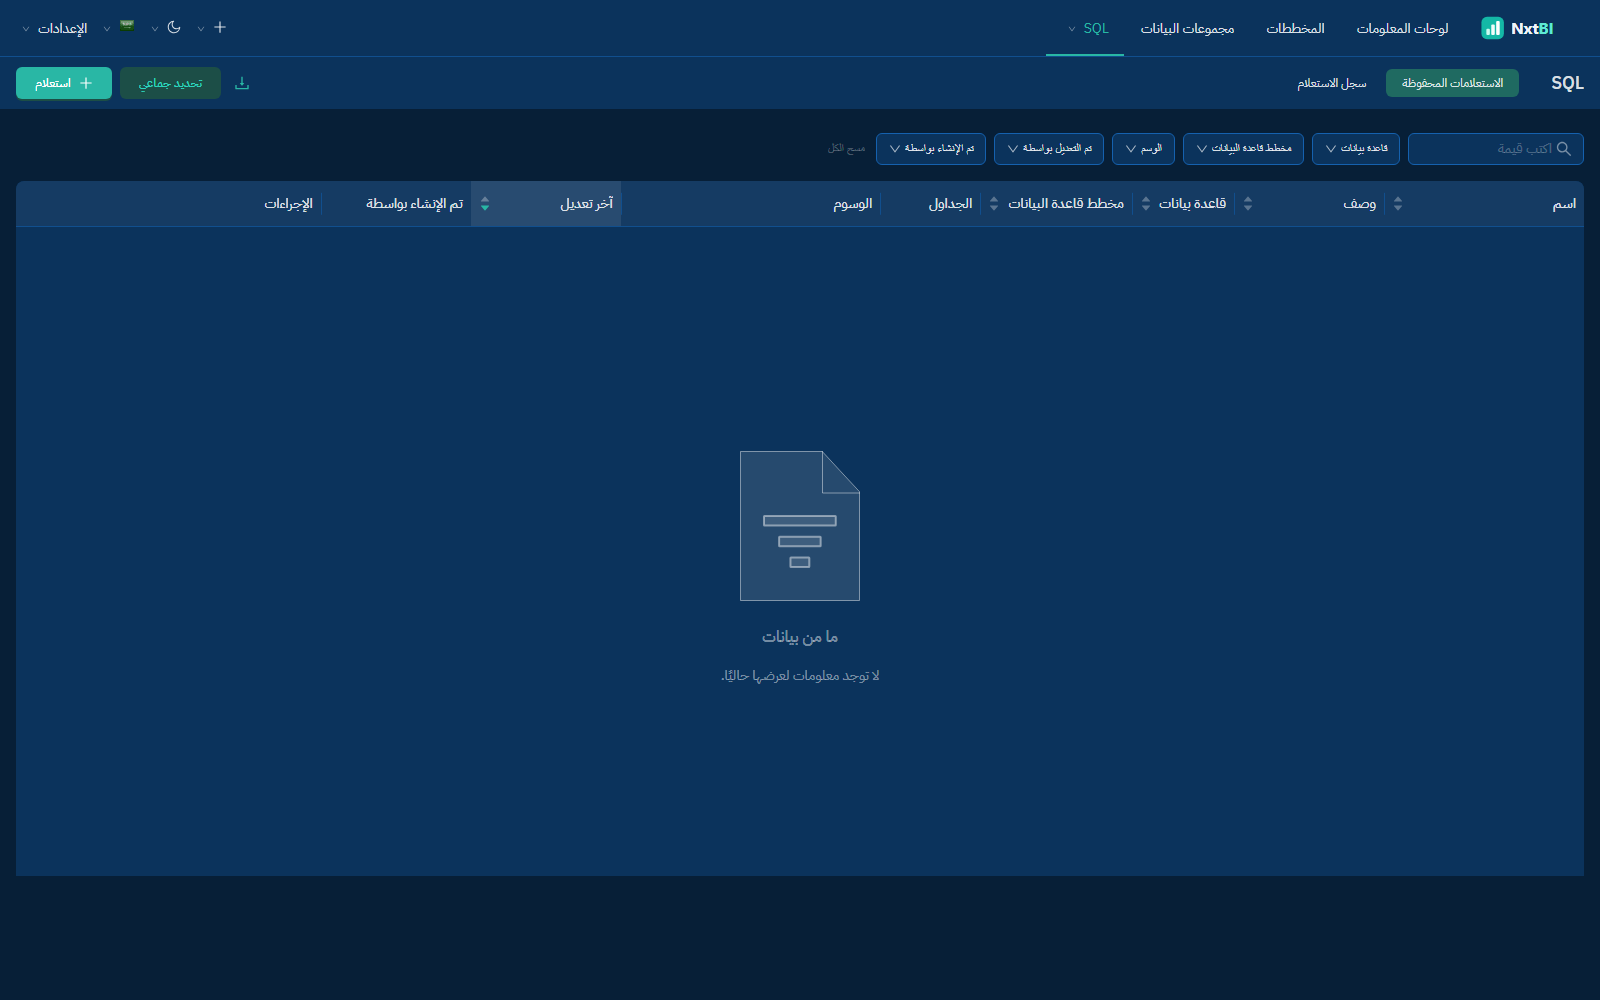 NxtBI لوحات المعلومات المخططات مجموعات البيانات SQL الإعدادات
SQL الاستعلامات المحفوظة سجل الاستعلام تحديد جماعي استعلام
اكتب قيمة قاعدة بيانات مخطط قاعدة البيانات الوسم تم التعديل بواسطة تم الإنشاء بواسطة مسح الكل
اسم وصف قاعدة بيانات مخطط قاعدة البيانات الجداول الوسوم آخر تعديل تم الإنشاء بواسطة الإجراءات
ما من بيانات
لا توجد معلومات لعرضها حاليًا.